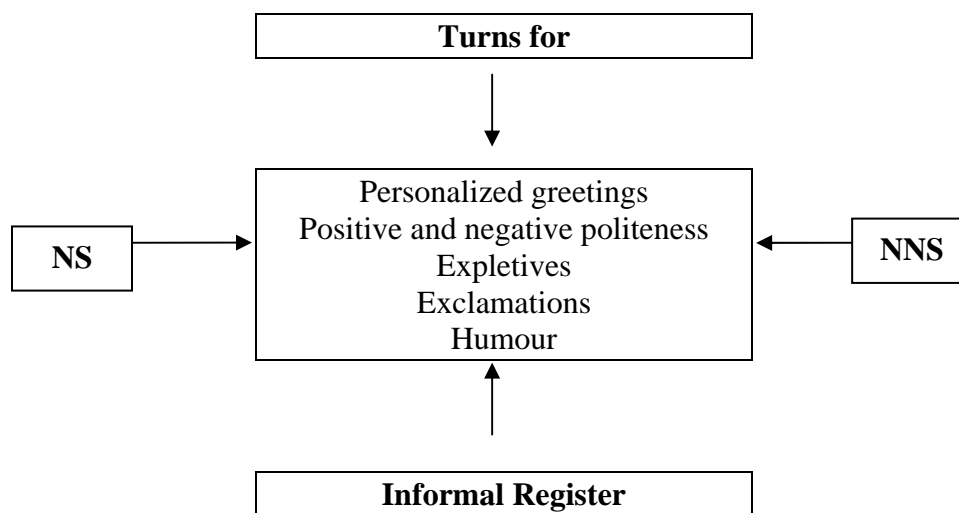 Turns for
Personalized greetings
Positive and negative politeness
NS
Expletives
NNS
Exclamations
Humour
Informal Register